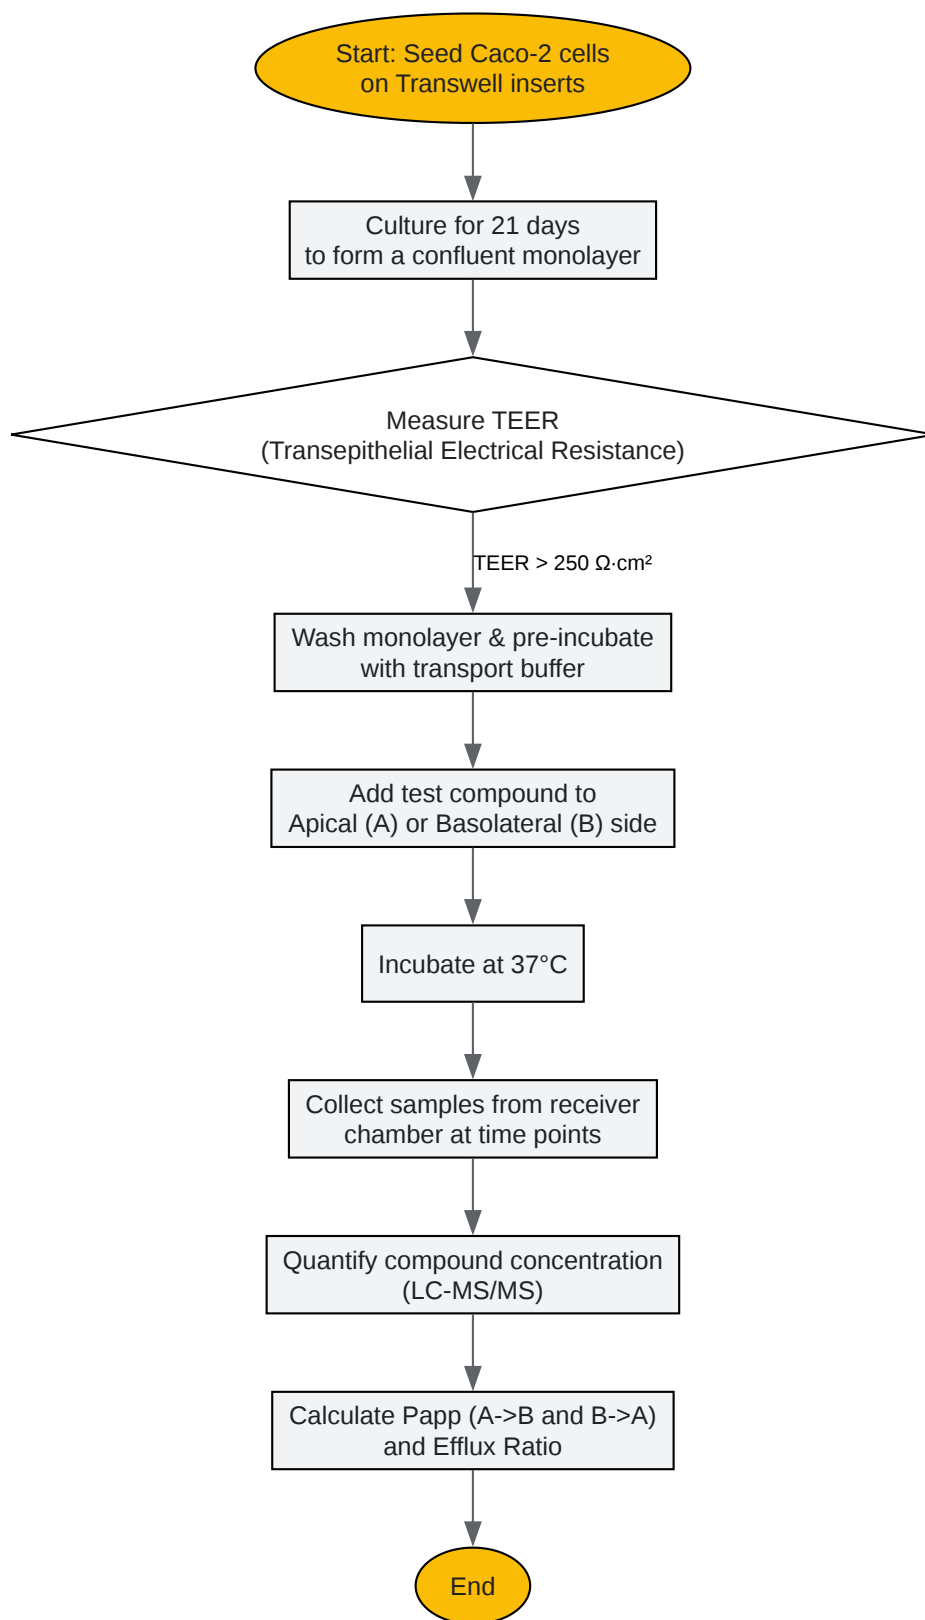 Start: Seed Caco-2 cells
on Transwell inserts
Culture for 21 days
to form a confluent monolayer
Measure TEER
(Transepithelial Electrical Resistance)
TEER > 250 Ω·cm²
Wash monolayer & pre-incubate
with transport buffer
Add test compound to
Apical (A) or Basolateral (B) side
Incubate at 37°C
Collect samples from receiver
chamber at time points
Quantify compound concentration
(LC-MS/MS)
Calculate Papp (A->B and B->A)
and Efflux Ratio
End